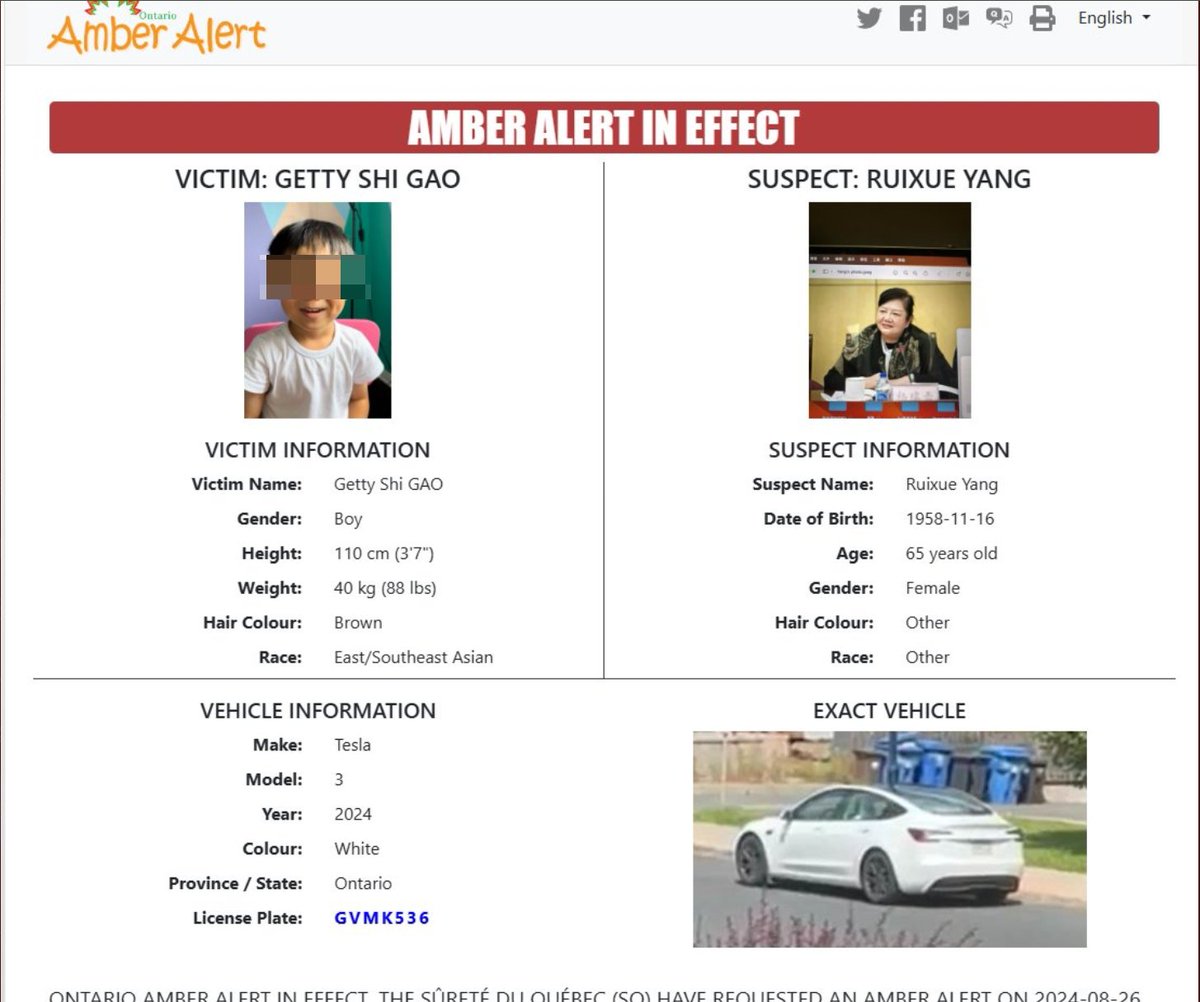 Ontario
Amber Alert
English
AMBER ALERT IN EFFECT
VICTIM: GETTY SHI GAO
SUSPECT: RUIXUE YANG
VICTIM INFORMATION
Victim Name: Getty Shi GAO
Gender: Boy
Height: 110 cm (3'7")
Weight: 40 kg (88 lbs)
Hair Colour: Brown
Race: East/Southeast Asian
SUSPECT INFORMATION
Suspect Name: Ruixue Yang
Date of Birth: 1958-11-16
Age: 65 years old
Gender: Female
Hair Colour: Other
Race: Other
VEHICLE INFORMATION
Make: Tesla
Model: 3
Year: 2024
Colour: White
Province / State: Ontario
License Plate: GVMK536
EXACT VEHICLE
ONTARIO AMBER ALERT IN EFFECT. THE SÛRETÉ DU QUÉBEC (SQ) HAVE REQUESTED AN AMBER ALERT ON 2024-08-26